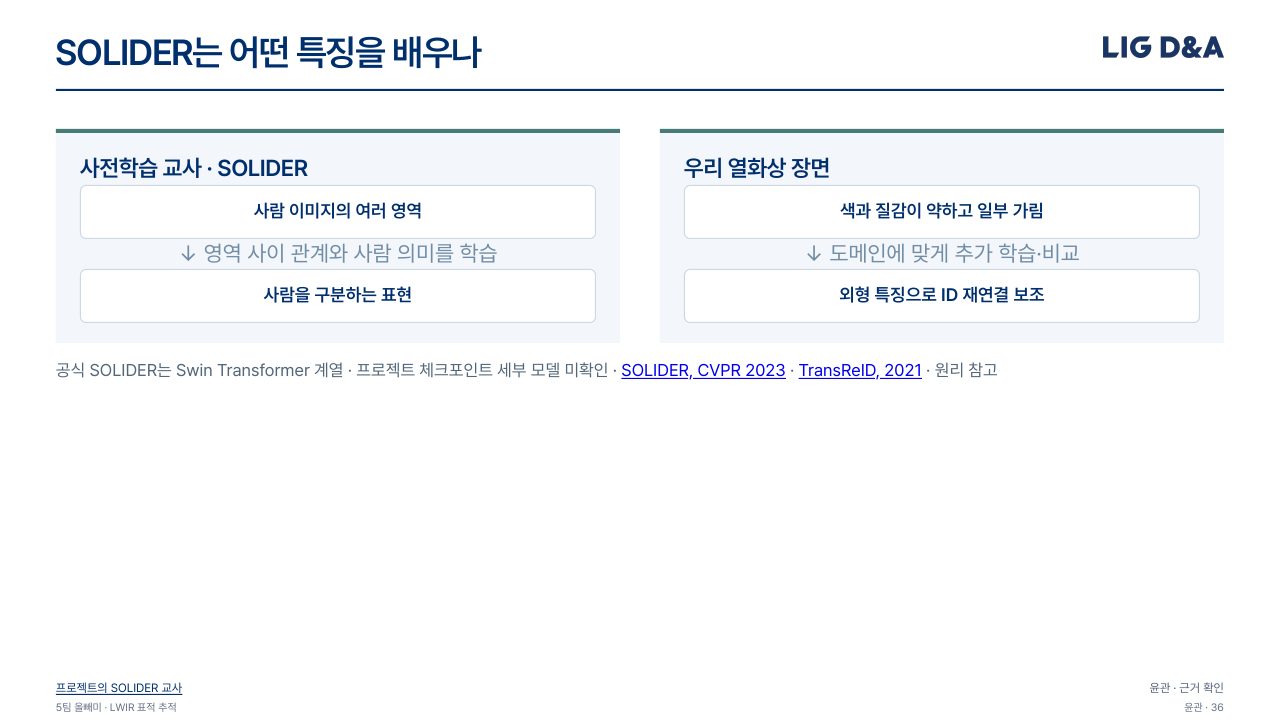 SOLIDER는 어떤 특징을 배우나
LIG D&A
사전학습 교사 · SOLIDER
사람 이미지의 여러 영역
↓ 영역 사이 관계와 사람 의미를 학습
사람을 구분하는 표현
우리 열화상 장면
색과 질감이 약하고 일부 가림
↓ 도메인에 맞게 추가 학습·비교
외형 특징으로 ID 재연결 보조
공식 SOLIDER는 Swin Transformer 계열 · 프로젝트 체크포인트 세부 모델 미확인 · SOLIDER, CVPR 2023 · TransReID, 2021 · 원리 참고
프로젝트의 SOLIDER 교사
5팀 올빼미 · LWIR 표적 추적
윤관 · 근거 확인
윤관 · 36